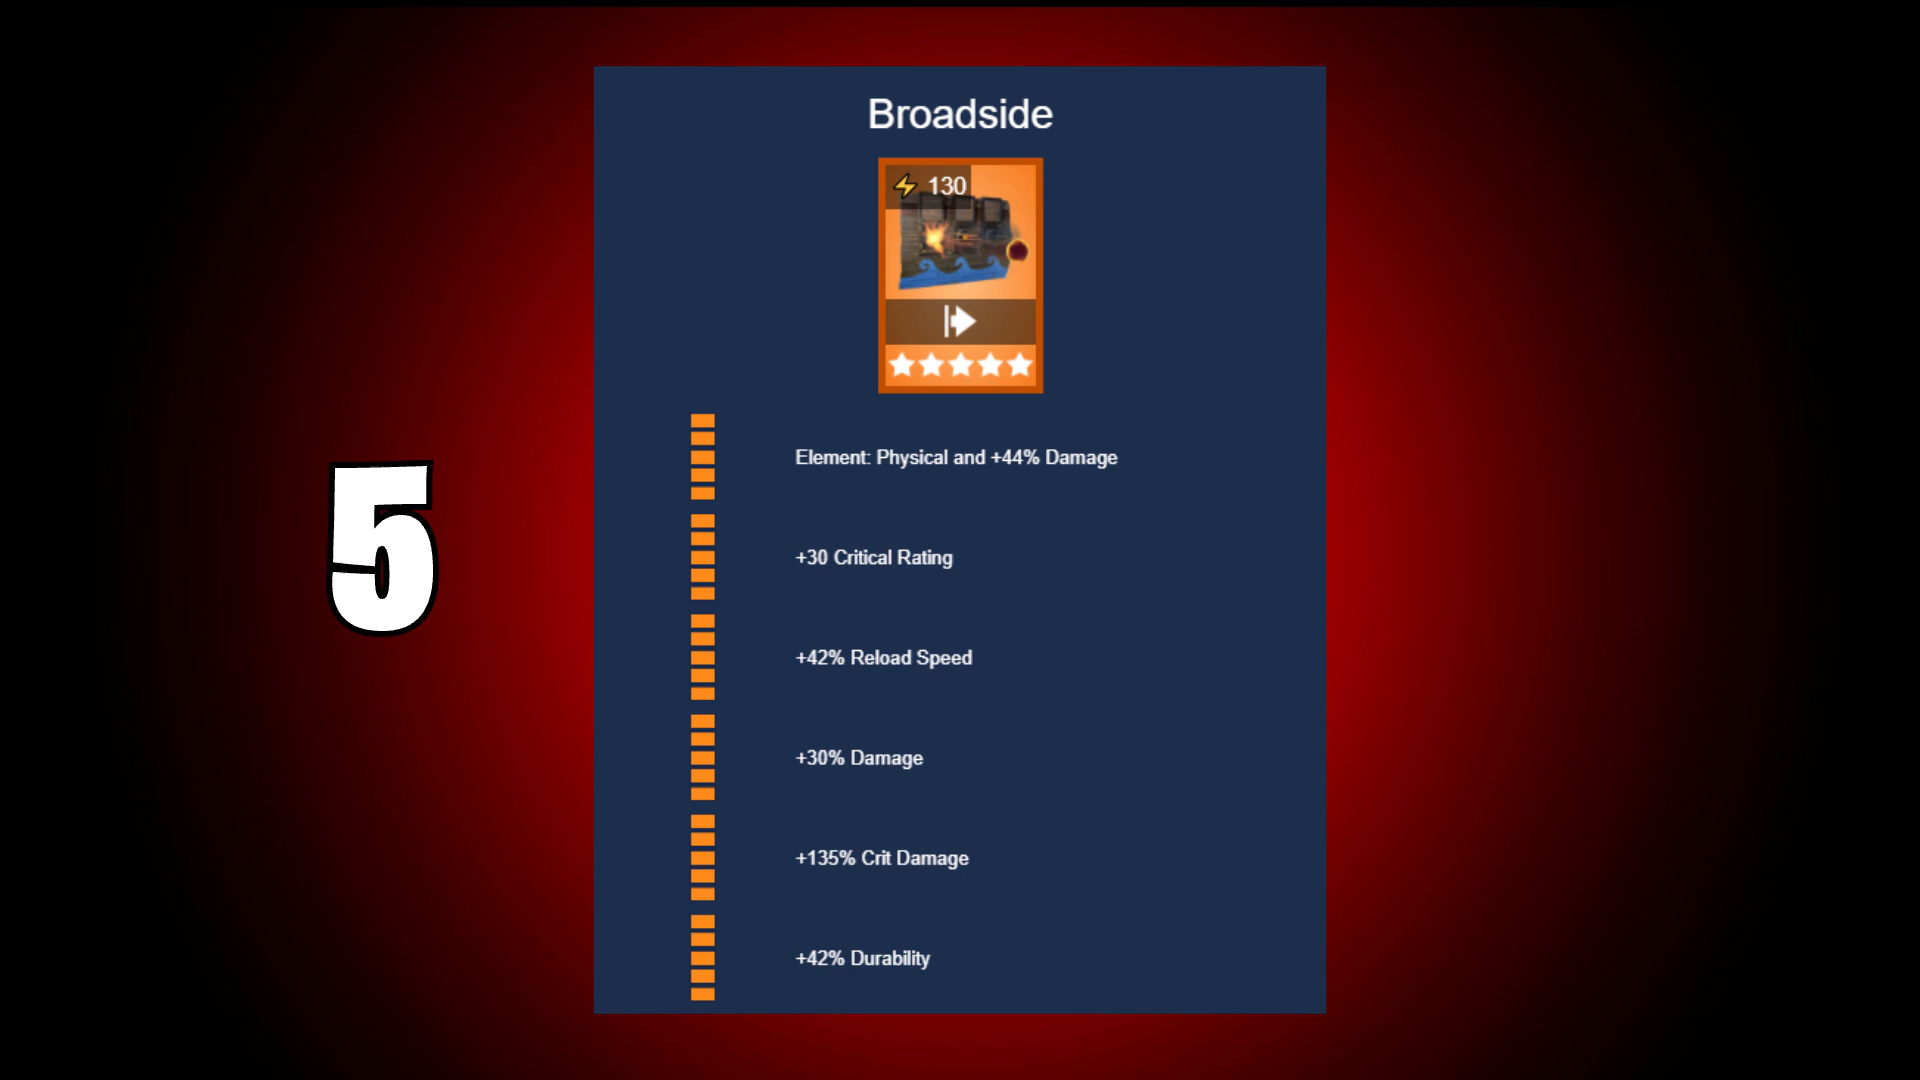 Broadside
130
5
Element: Physical and +44% Damage
+30 Critical Rating
+42% Reload Speed
+30% Damage
+135% Crit Damage
+42% Durability